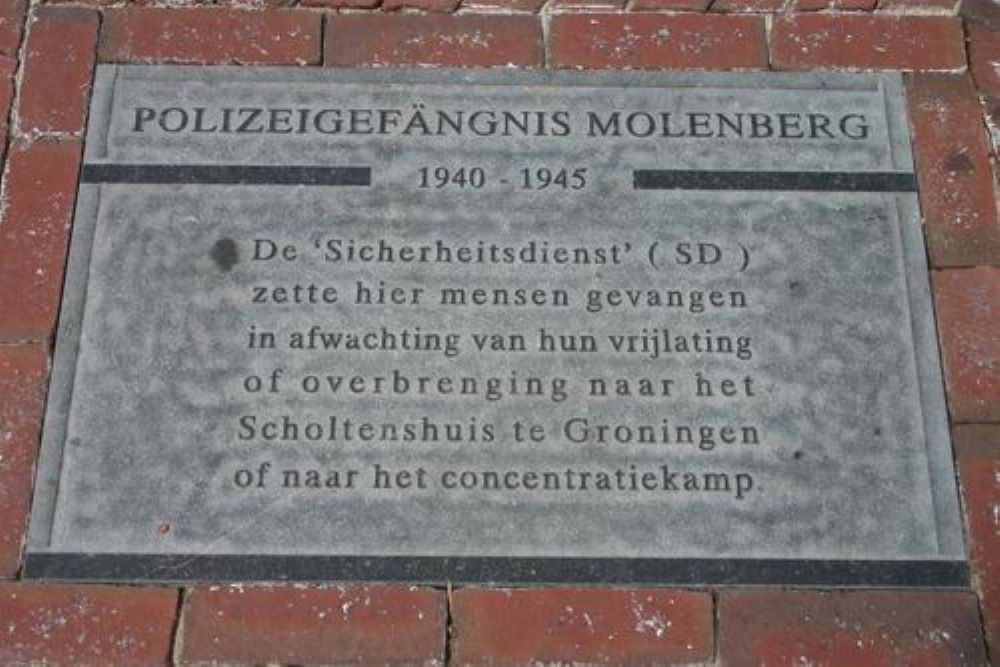 POLIZEIGEFÄNGNIS MOLENBERG
1940 - 1945
De ‘Sicherheitsdienst’ ( SD )
zette hier mensen gevangen
in afwachting van hun vrijlating
of overbrenging naar het
Scholtenshuis te Groningen
of naar het concentratiekamp.